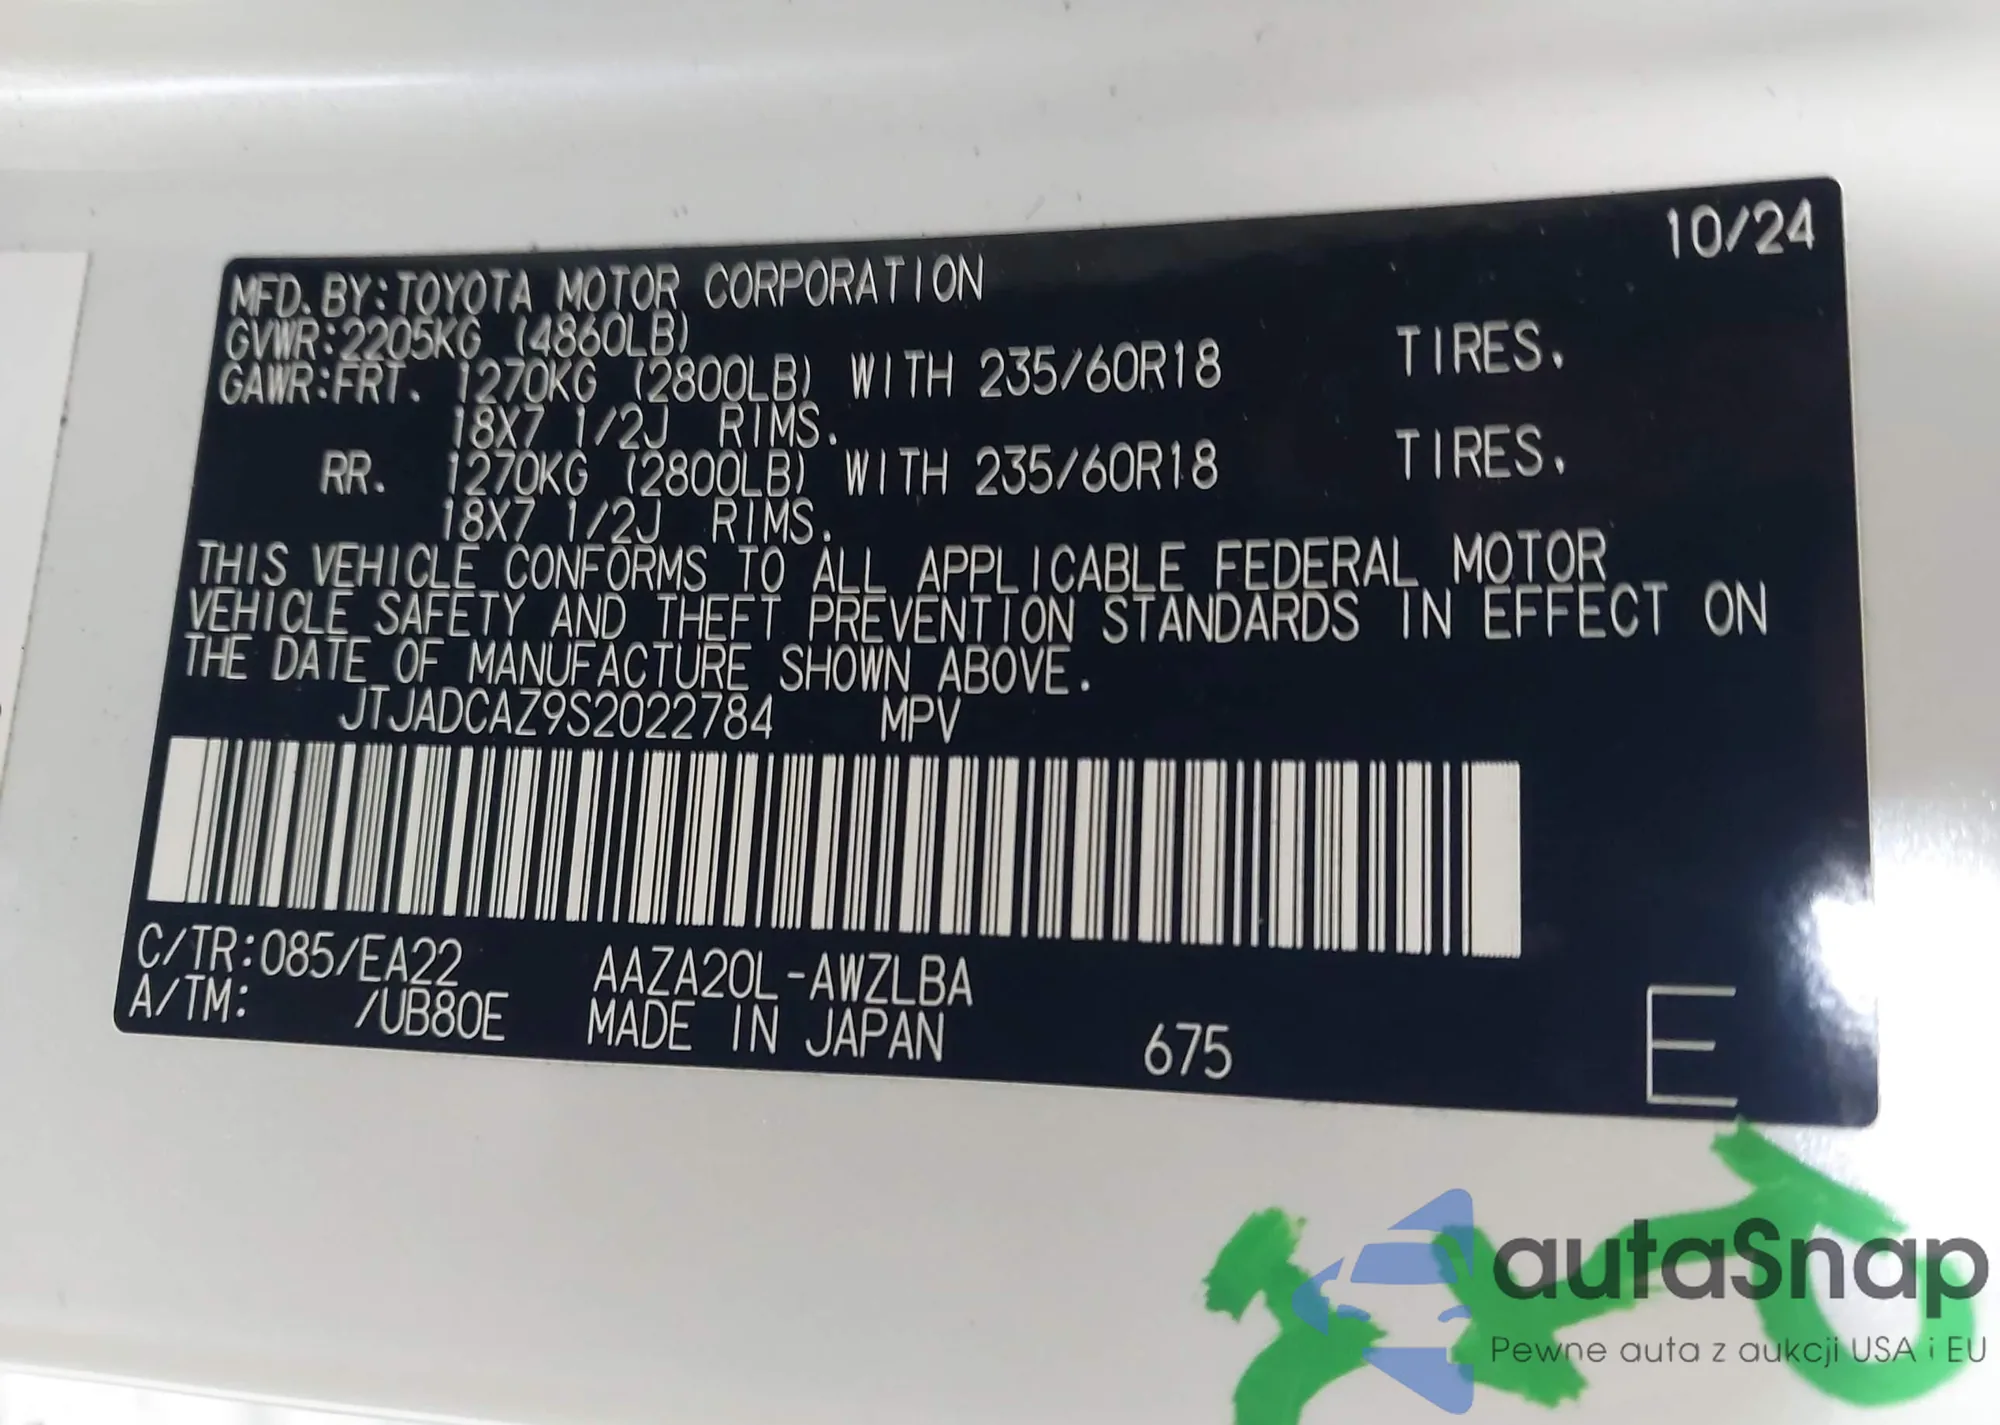 10/24
MFD.BY:TOYOTA MOTOR CORPORATION
GVWR:2205KG (4860LB)
GAWR:FRT. 1270KG (2800LB) WITH 235/60R18 TIRES,
18X7 1/2J RIMS.
RR. 1270KG (2800LB) WITH 235/60R18 TIRES,
18X7 1/2J RIMS.
THIS VEHICLE CONFORMS TO ALL APPLICABLE FEDERAL MOTOR
VEHICLE SAFETY AND THEFT PREVENTION STANDARDS IN EFFECT ON
THE DATE OF MANUFACTURE SHOWN ABOVE.
JTJADCAZ9S2022784 MPV
C/TR:085/EA22 AAZA20L-AWZLBA
A/TM: /UB80E MADE IN JAPAN 675 E
autaSnap
Pewne auta z aukcji USA i EU